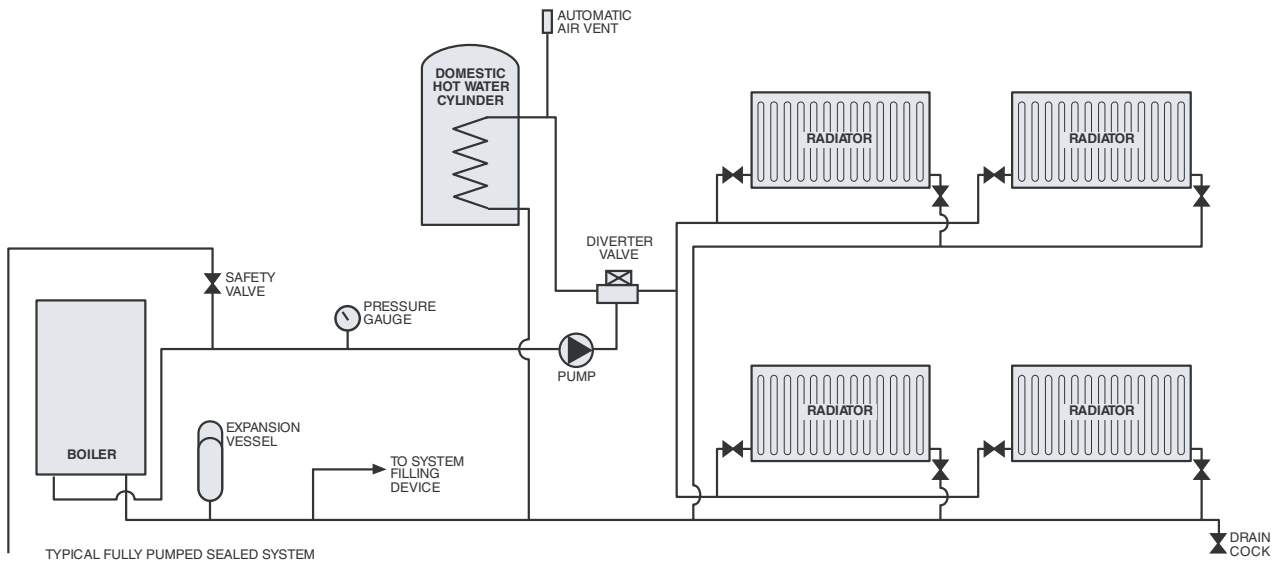 AUTOMATIC
AIR VENT
DOMESTIC
HOT WATER
CYLINDER
RADIATOR
RADIATOR
DIVERTER
VALVE
SAFETY
VALVE
PRESSURE
GAUGE
PUMP
RADIATOR
RADIATOR
EXPANSION
VESSEL
BOILER
TO SYSTEM
FILLING
DEVICE
DRAIN
COCK
TYPICAL FULLY PUMPED SEALED SYSTEM